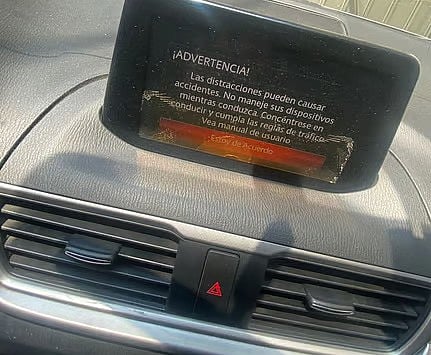 ¡ADVERTENCIA!
Las distracciones pueden causar
accidentes. No maneje sus dispositivos
mientras conduzca. Concéntrese en
conducir y cumpla las reglas de tráfico.
Vea manual de usuario
Estoy de Acuerdo